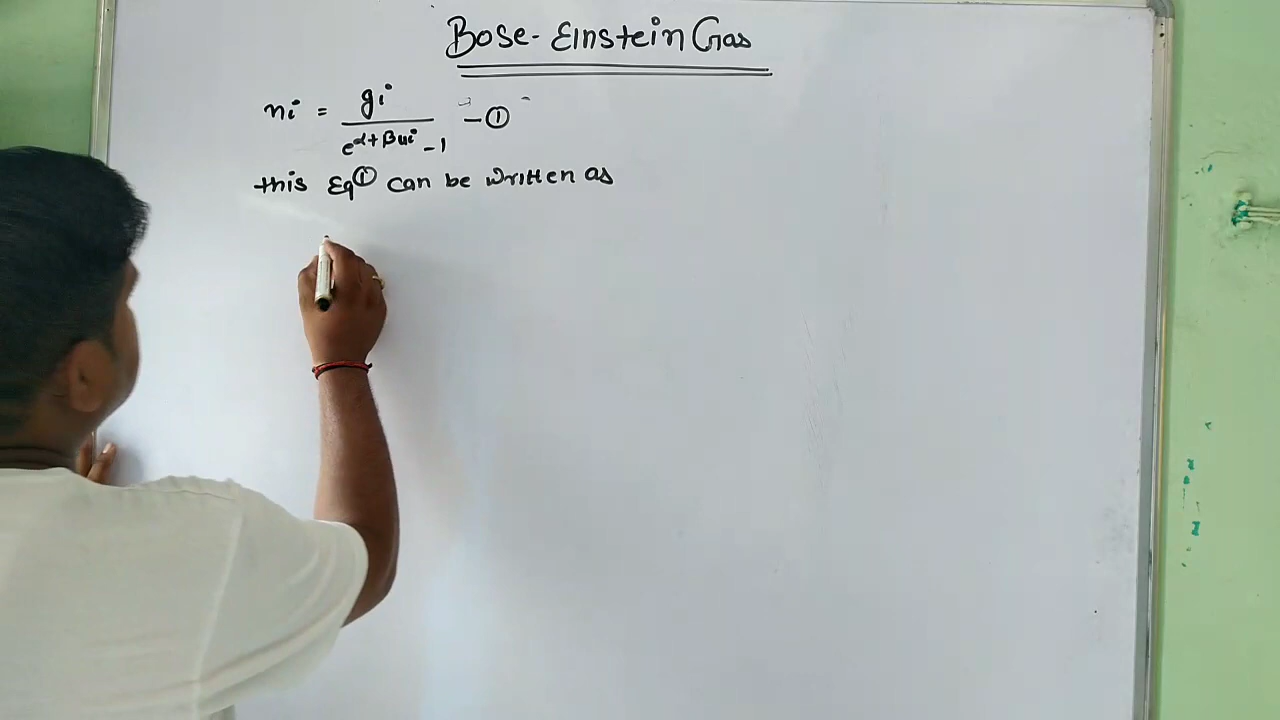 Bose-Einstein Gas
ni = gi / e^α+βui - 1 - ①
this Eq① can be written as